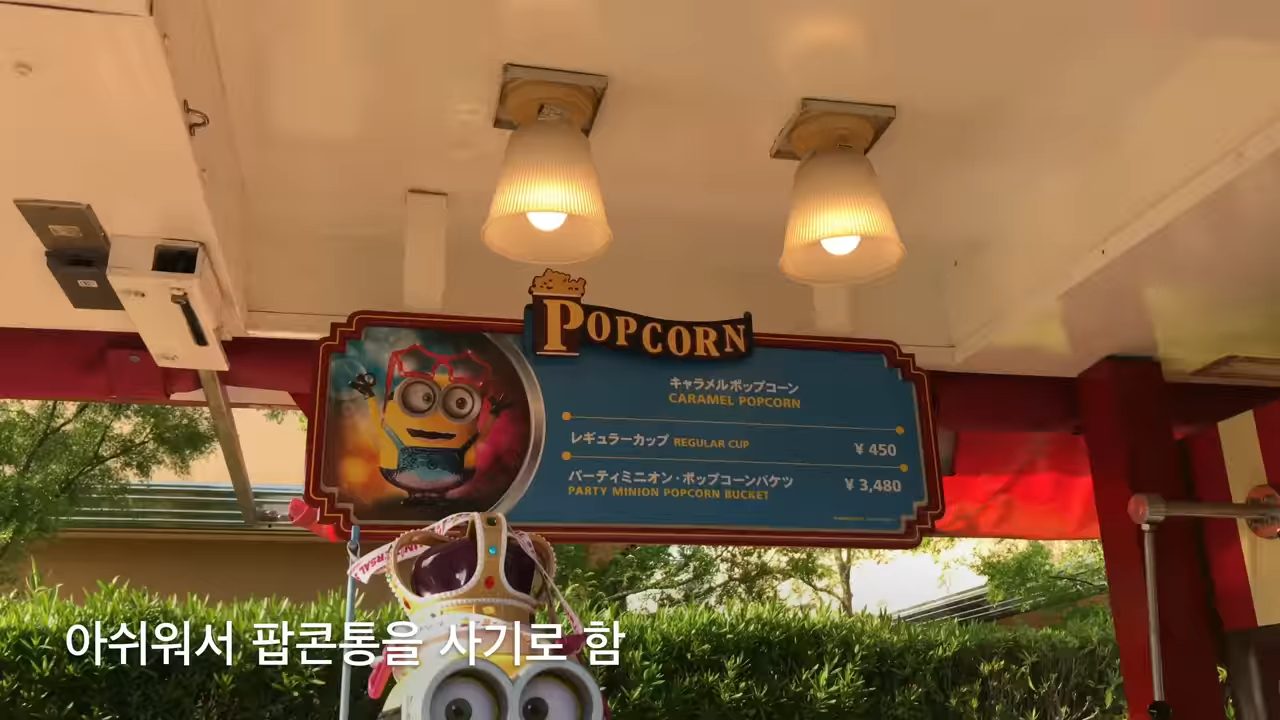 POPCORN
キャラメルポップコーン
CARAMEL POPCORN
レギュラーカップ REGULAR CUP ¥ 450
パーティミニオン・ポップコーンバケツ ¥ 3,480
PARTY MINION POPCORN BUCKET
UNIVERSAL
아쉬워서 팝콘통을 사기로 함